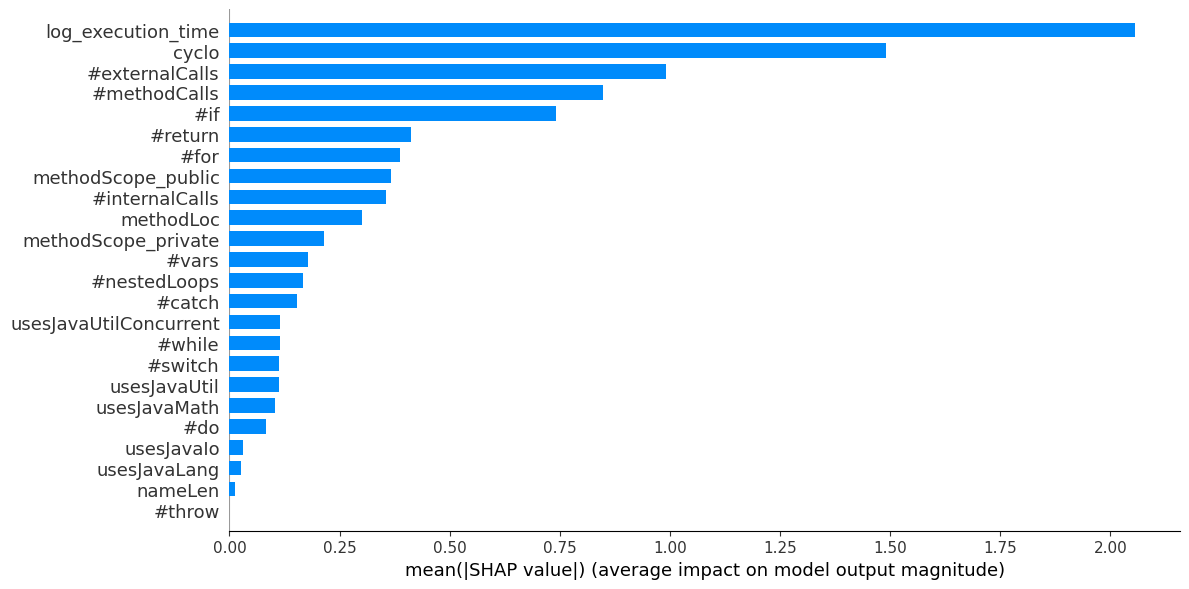 log_execution_time
cyclo
#externalCalls
#methodCalls
#if
#return
#for
methodScope_public
#internalCalls
methodLoc
methodScope_private
#vars
#nestedLoops
#catch
usesJavaUtilConcurrent
#while
#switch
usesJavaUtil
usesJavaMath
#do
usesJavaIo
usesJavaLang
nameLen
#throw
0.00 0.25 0.50 0.75 1.00 1.25 1.50 1.75 2.00
mean(|SHAP value|) (average impact on model output magnitude)